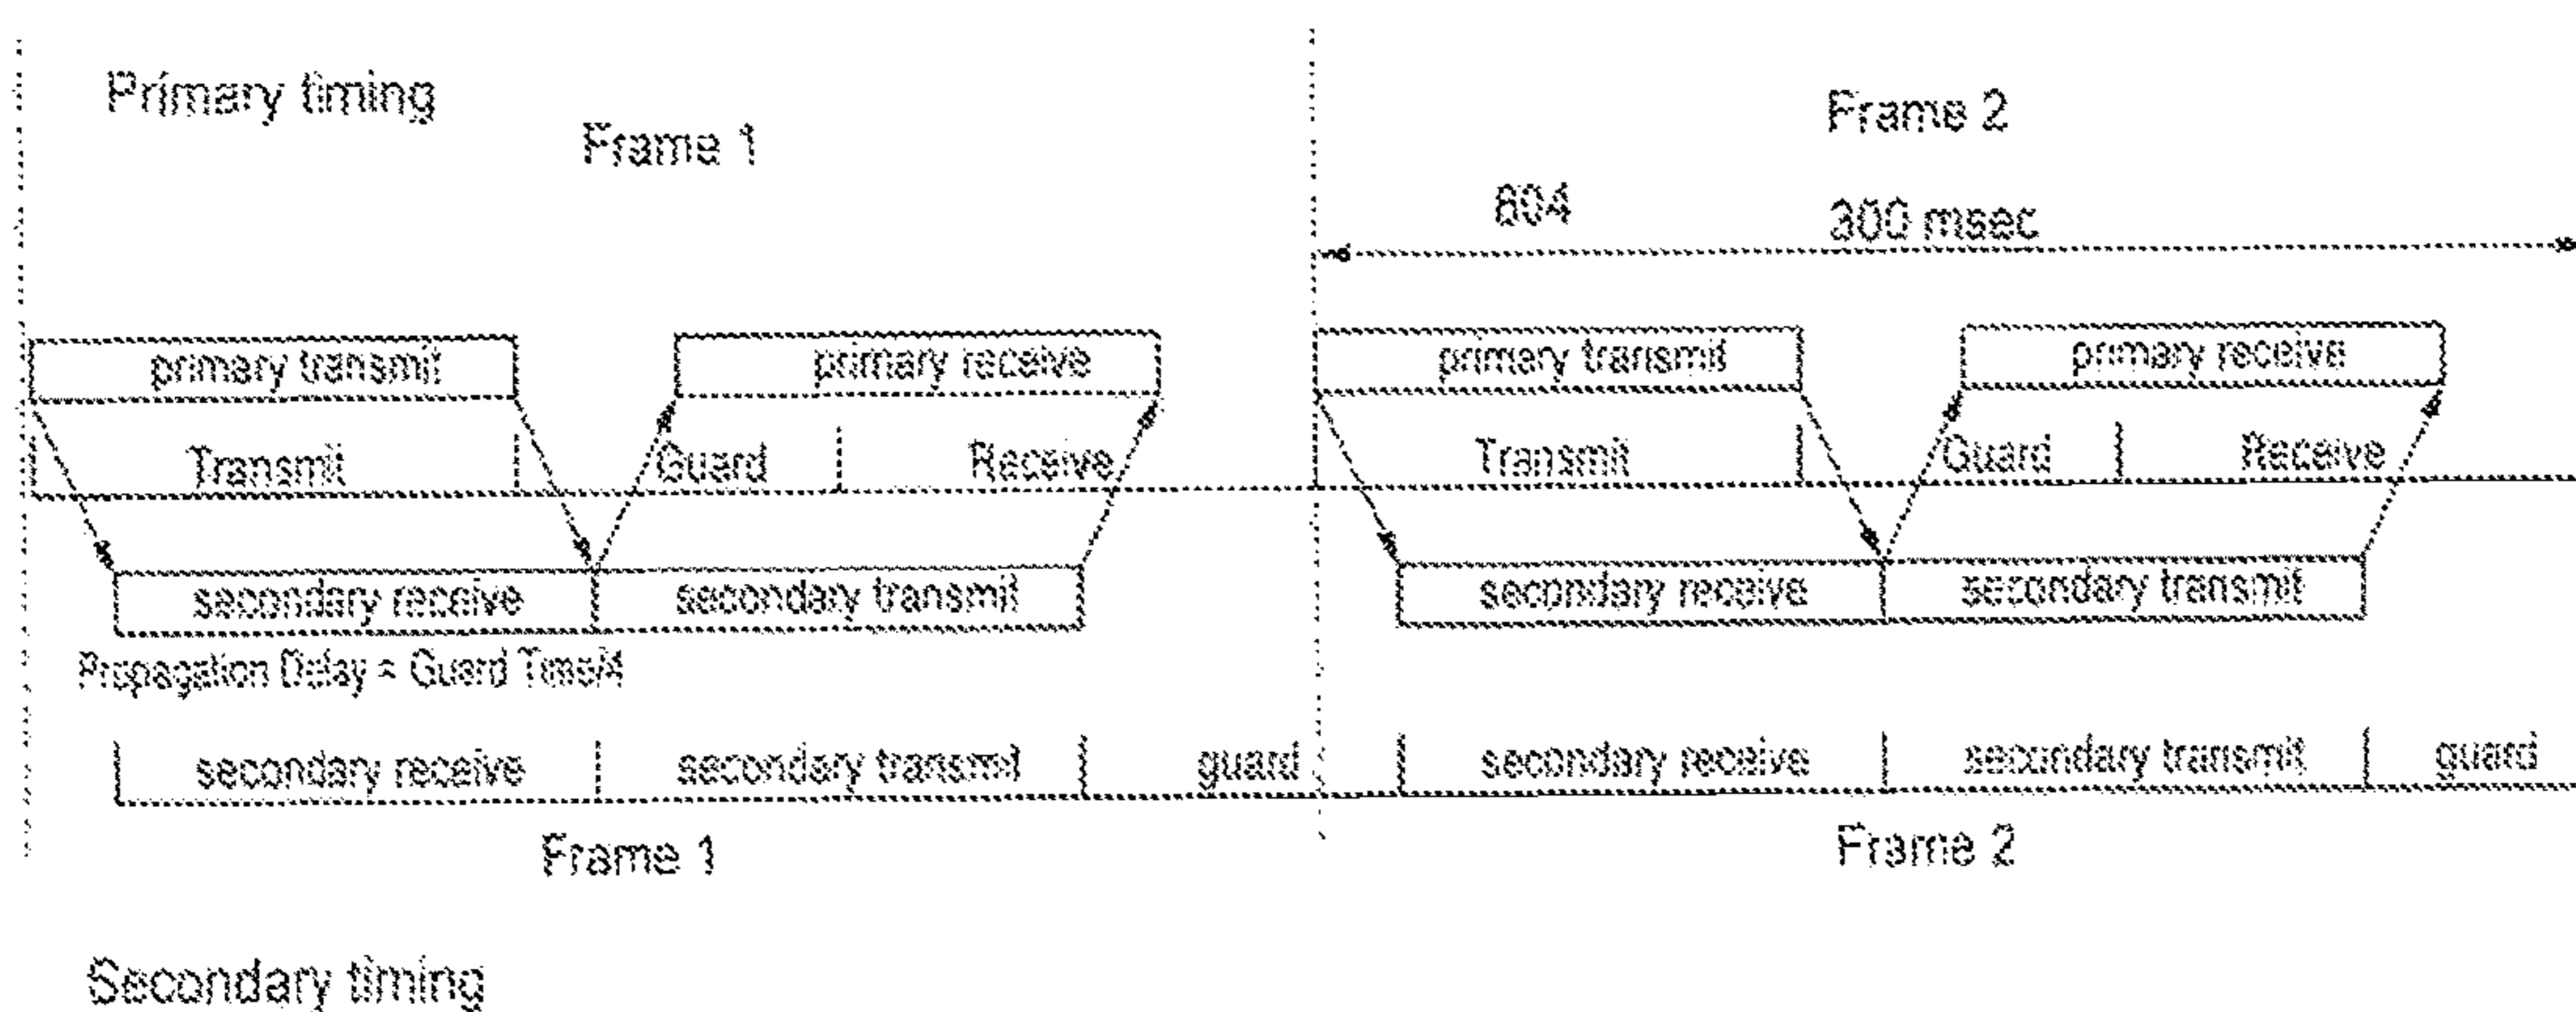 Primary timing
Frame 1
Frame 2
604
300 msec
primary transmit
primary receive
primary transmit
primary receive
Transmit
Guard
Receive
Transmit
Guard
Receive
secondary receive
secondary transmit
secondary receive
secondary transmit
Propagation Delay = Guard Time/4
secondary receive
secondary transmit
guard
secondary receive
secondary transmit
guard
Frame 1
Frame 2
Secondary timing